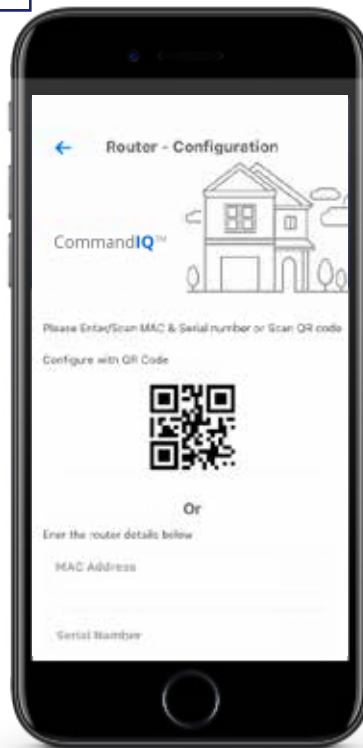 Router - Configuration
CommandIQ™
Please Enter/Scan MAC & Serial number or Scan QR code
Configure with QR Code
Or
Ener the router details below
MAC Address
Serial Number